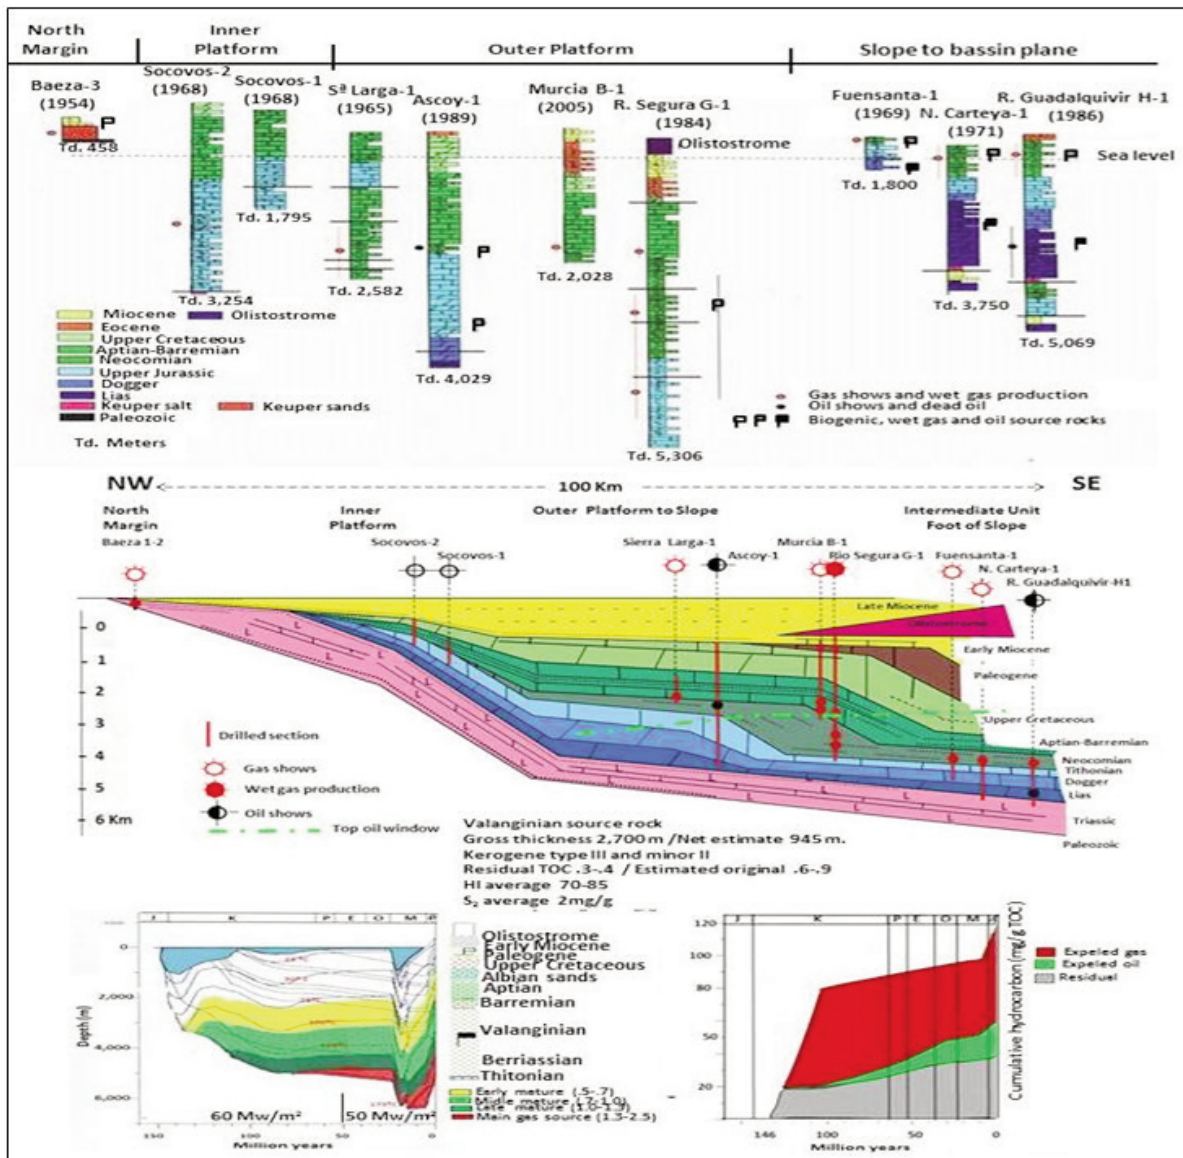 North Margin
Inner Platform
Outer Platform
Slope to bassin plane
Baeza-3 (1954)
Socovos-2 (1968)
Socovos-1 (1968)
Sª Larga-1 (1965)
Ascoy-1 (1989)
Murcia B-1 (2005)
R. Segura G-1 (1984)
Fuensanta-1 (1969)
N. Carteya-1 (1971)
R. Guadalquivir H-1 (1986)
Olistostrome
Sea level
P
Td. 458
Td. 3,254
Td. 1,795
Td. 2,582
P
P
Td. 4,029
Td. 2,028
P
Td. 5,306
Td. 1,800
Td. 3,750
Td. 5,069
Miocene
Olistostrome
Eocene
Upper Cretaceous
Aptian-Barremian
Neocomian
Upper Jurassic
Dogger
Lias
Keuper salt
Keuper sands
Paleozoic
Td. Meters
Gas shows and wet gas production
Oil shows and dead oil
P P P Biogenic, wet gas and oil source rocks
NW
100 Km
SE
North Margin
Inner Platform
Outer Platform to Slope
Intermediate Unit
Foot of Slope
Baeza 1-2
Socovos-2
Socovos-1
Sierra Larga-1
Ascoy-1
Murcia B-1
Rio Segura G-1
Fuensanta-1
N. Carteya-1
R. Guadalquivir-H1
Late Miocene
Olistostrome
Early Miocene
Paleogene
Upper Cretaceous
Aptian-Barremian
Neocomian
Tithonian
Dogger
Lias
Triassic
Paleozoic
0
1
2
3
4
5
6 Km
L L L L L L L L
Drilled section
Gas shows
Wet gas production
Oil shows
Top oil window
Valanginian source rock
Gross thickness 2,700 m /Net estimate 945 m.
Kerogene type III and minor II
Residual TOC .3-.4 / Estimated original .6-.9
HI average 70-85
S₂ average 2mg/g
J K P E O M P
0
2,000
4,000
6,000
Depth (m)
60 Mw/m²
50 Mw/m²
150 100 50 0
Million years
Olistostrome
Early Miocene
Paleogene
Upper Cretaceous
Albian sands
Aptian
Barremian
Valanginian
Berriassian
Thitonian
Early mature (.5-.7)
Midle mature (.7-1.0)
Late mature (1.0-1.3)
Main gas source (1.3-2.5)
J K P E O M
120
100
80
50
20
146 100 50 0
Million years
Cumulative hydrocarbon (mg/g TOC)
Expeled gas
Expeled oil
Residual